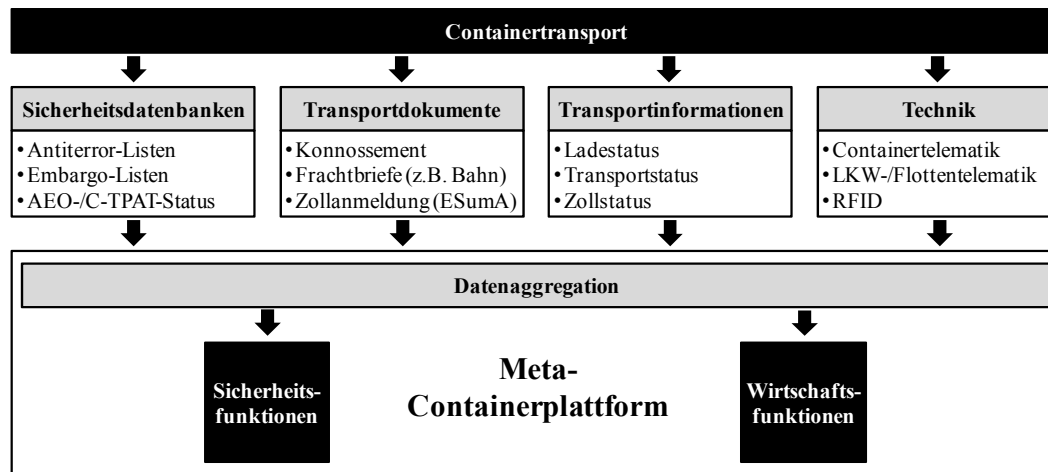 Containertransport
Sicherheitsdatenbanken
• Antiterror-Listen
• Embargo-Listen
• AEO-/C-TPAT-Status
Transportdokumente
• Konnossement
• Frachtbriefe (z.B. Bahn)
• Zollanmeldung (ESumA)
Transportinformationen
• Ladestatus
• Transportstatus
• Zollstatus
Technik
• Containertelematik
• LKW-/Flottentelematik
• RFID
Datenaggregation
Sicherheits-
funktionen
Meta-
Containerplattform
Wirtschafts-
funktionen